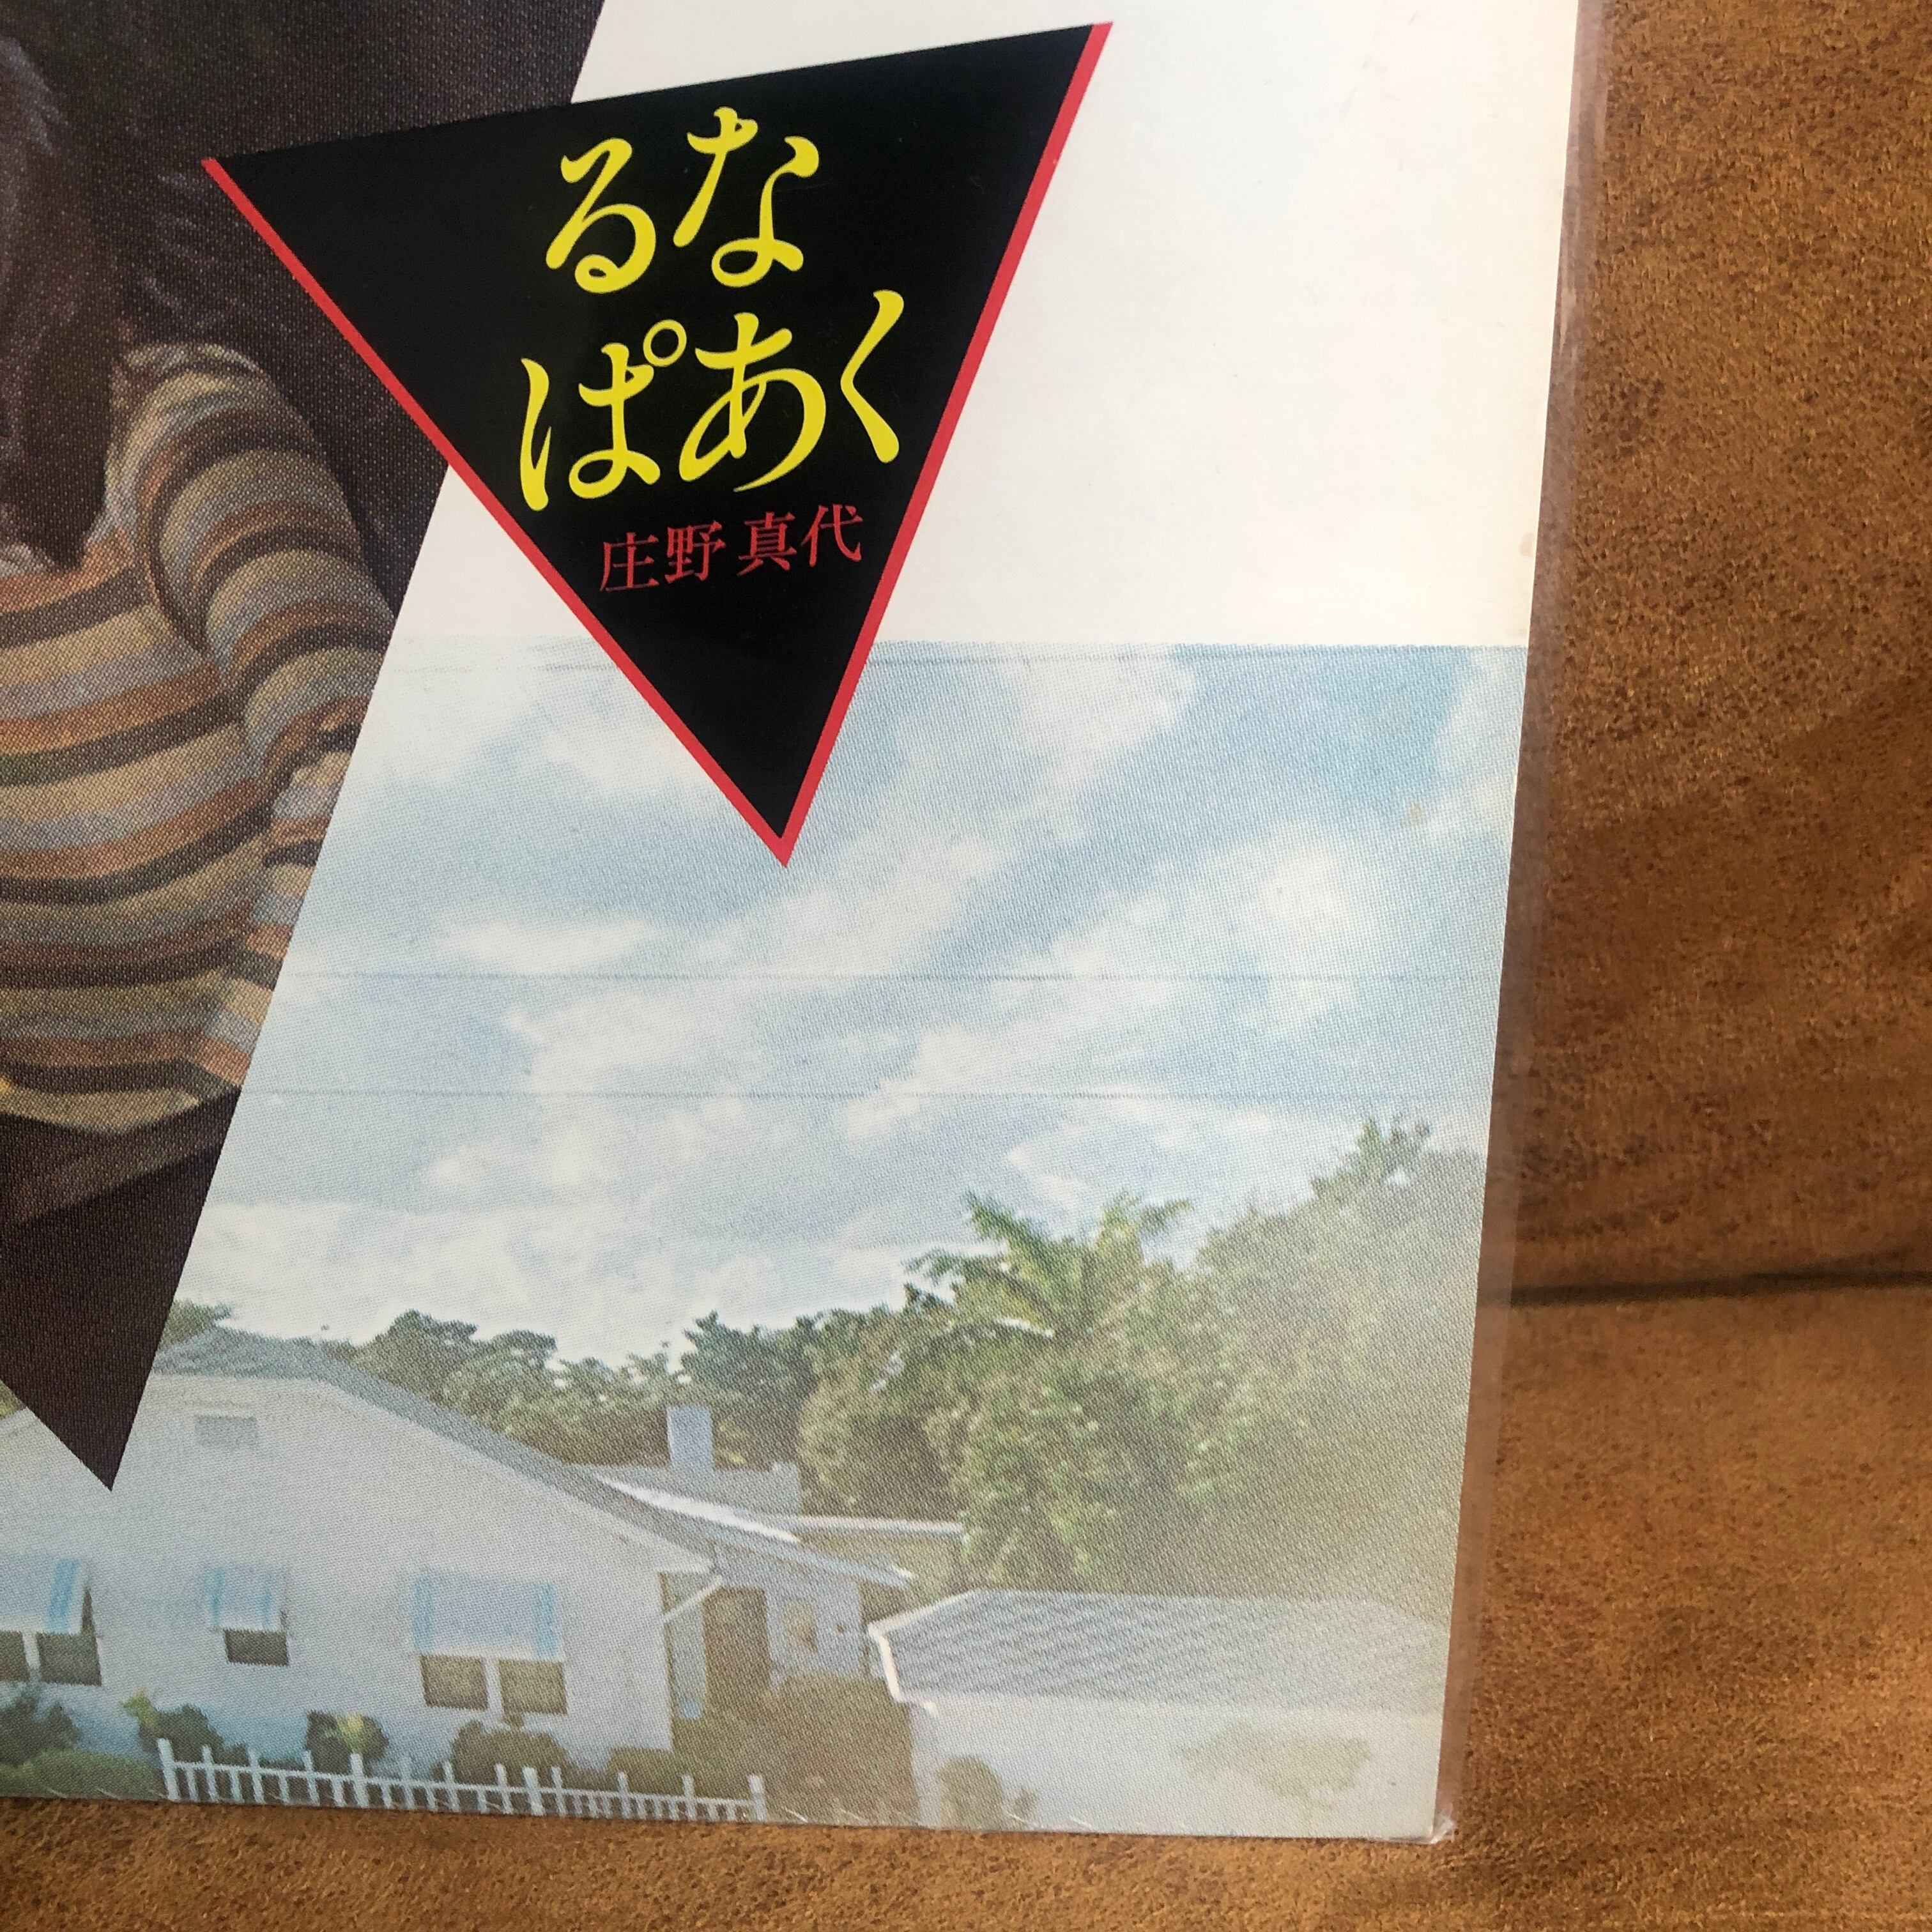 るな
ぱあく
庄野 真代